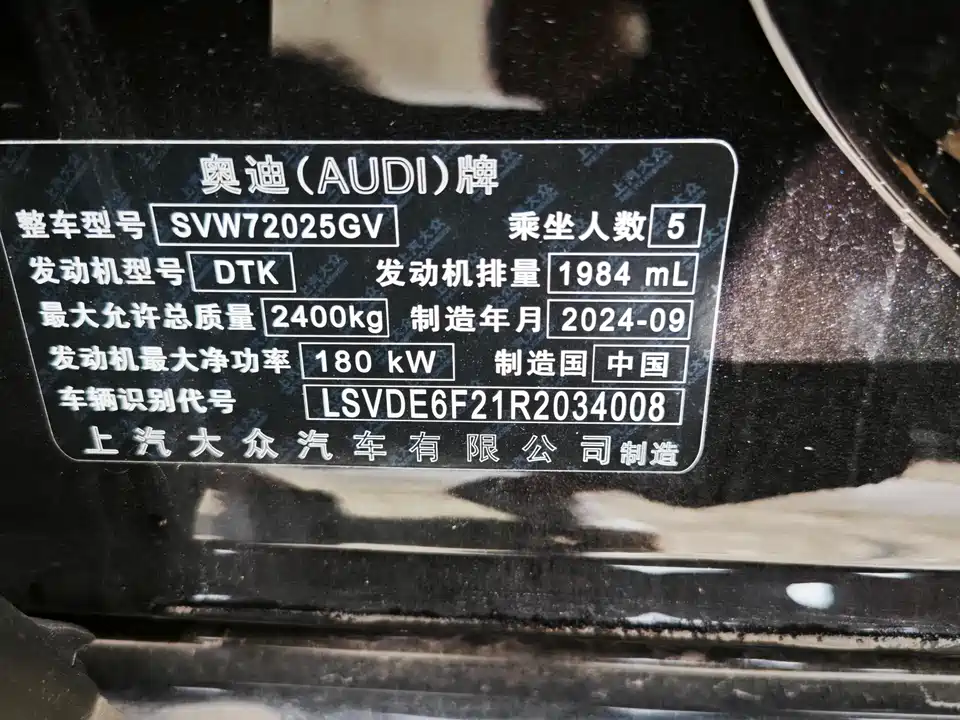 奥迪(AUDI)牌
整车型号 SVW72025GV 乘坐人数 5
发动机型号 DTK 发动机排量 1984 mL
最大允许总质量 2400kg 制造年月 2024-09
发动机最大净功率 180 kW 制造国 中国
车辆识别代号 LSVDE6F21R2034008
上汽大众汽车有限公司制造